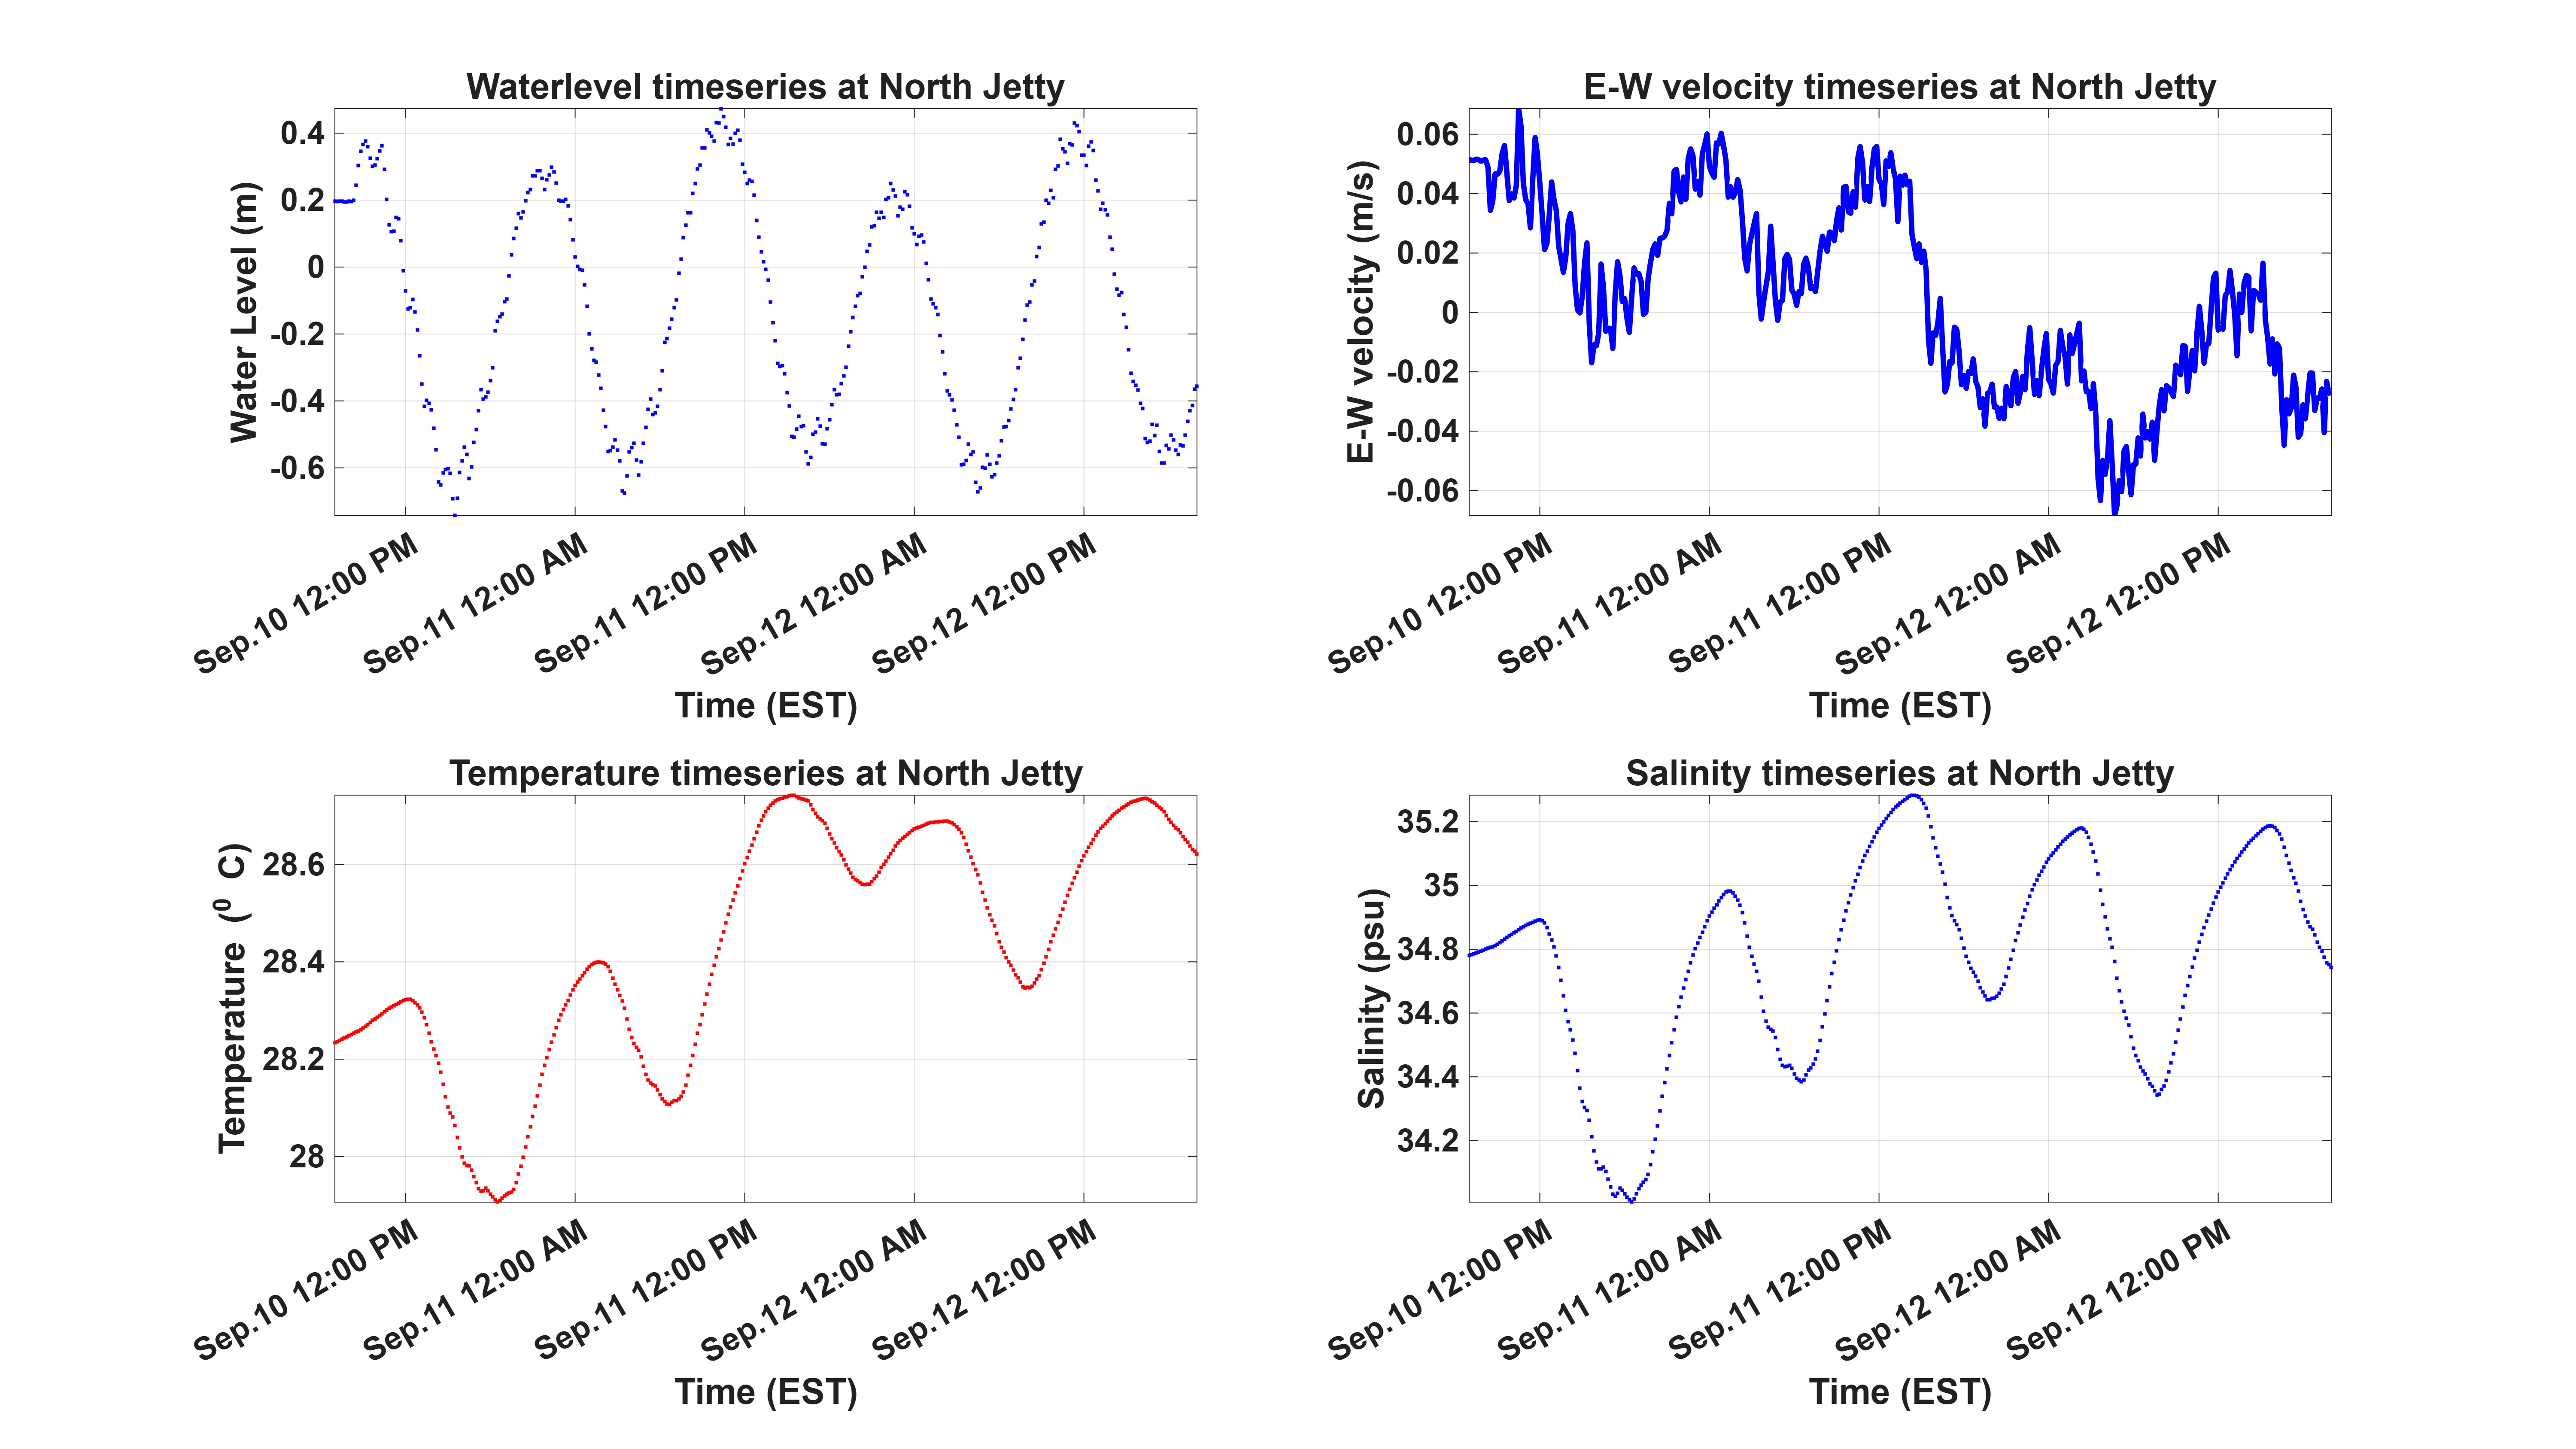 Waterlevel timeseries at North Jetty
0.4
0.2
0
-0.2
-0.4
-0.6
Water Level (m)
Sep.10 12:00 PM
Sep.11 12:00 AM
Sep.11 12:00 PM
Sep.12 12:00 AM
Sep.12 12:00 PM
Time (EST)
E-W velocity timeseries at North Jetty
0.06
0.04
0.02
0
-0.02
-0.04
-0.06
E-W velocity (m/s)
Sep.10 12:00 PM
Sep.11 12:00 AM
Sep.11 12:00 PM
Sep.12 12:00 AM
Sep.12 12:00 PM
Time (EST)
Temperature timeseries at North Jetty
28.6
28.4
28.2
28
Temperature (⁰ C)
Sep.10 12:00 PM
Sep.11 12:00 AM
Sep.11 12:00 PM
Sep.12 12:00 AM
Sep.12 12:00 PM
Time (EST)
Salinity timeseries at North Jetty
35.2
35
34.8
34.6
34.4
34.2
Salinity (psu)
Sep.10 12:00 PM
Sep.11 12:00 AM
Sep.11 12:00 PM
Sep.12 12:00 AM
Sep.12 12:00 PM
Time (EST)